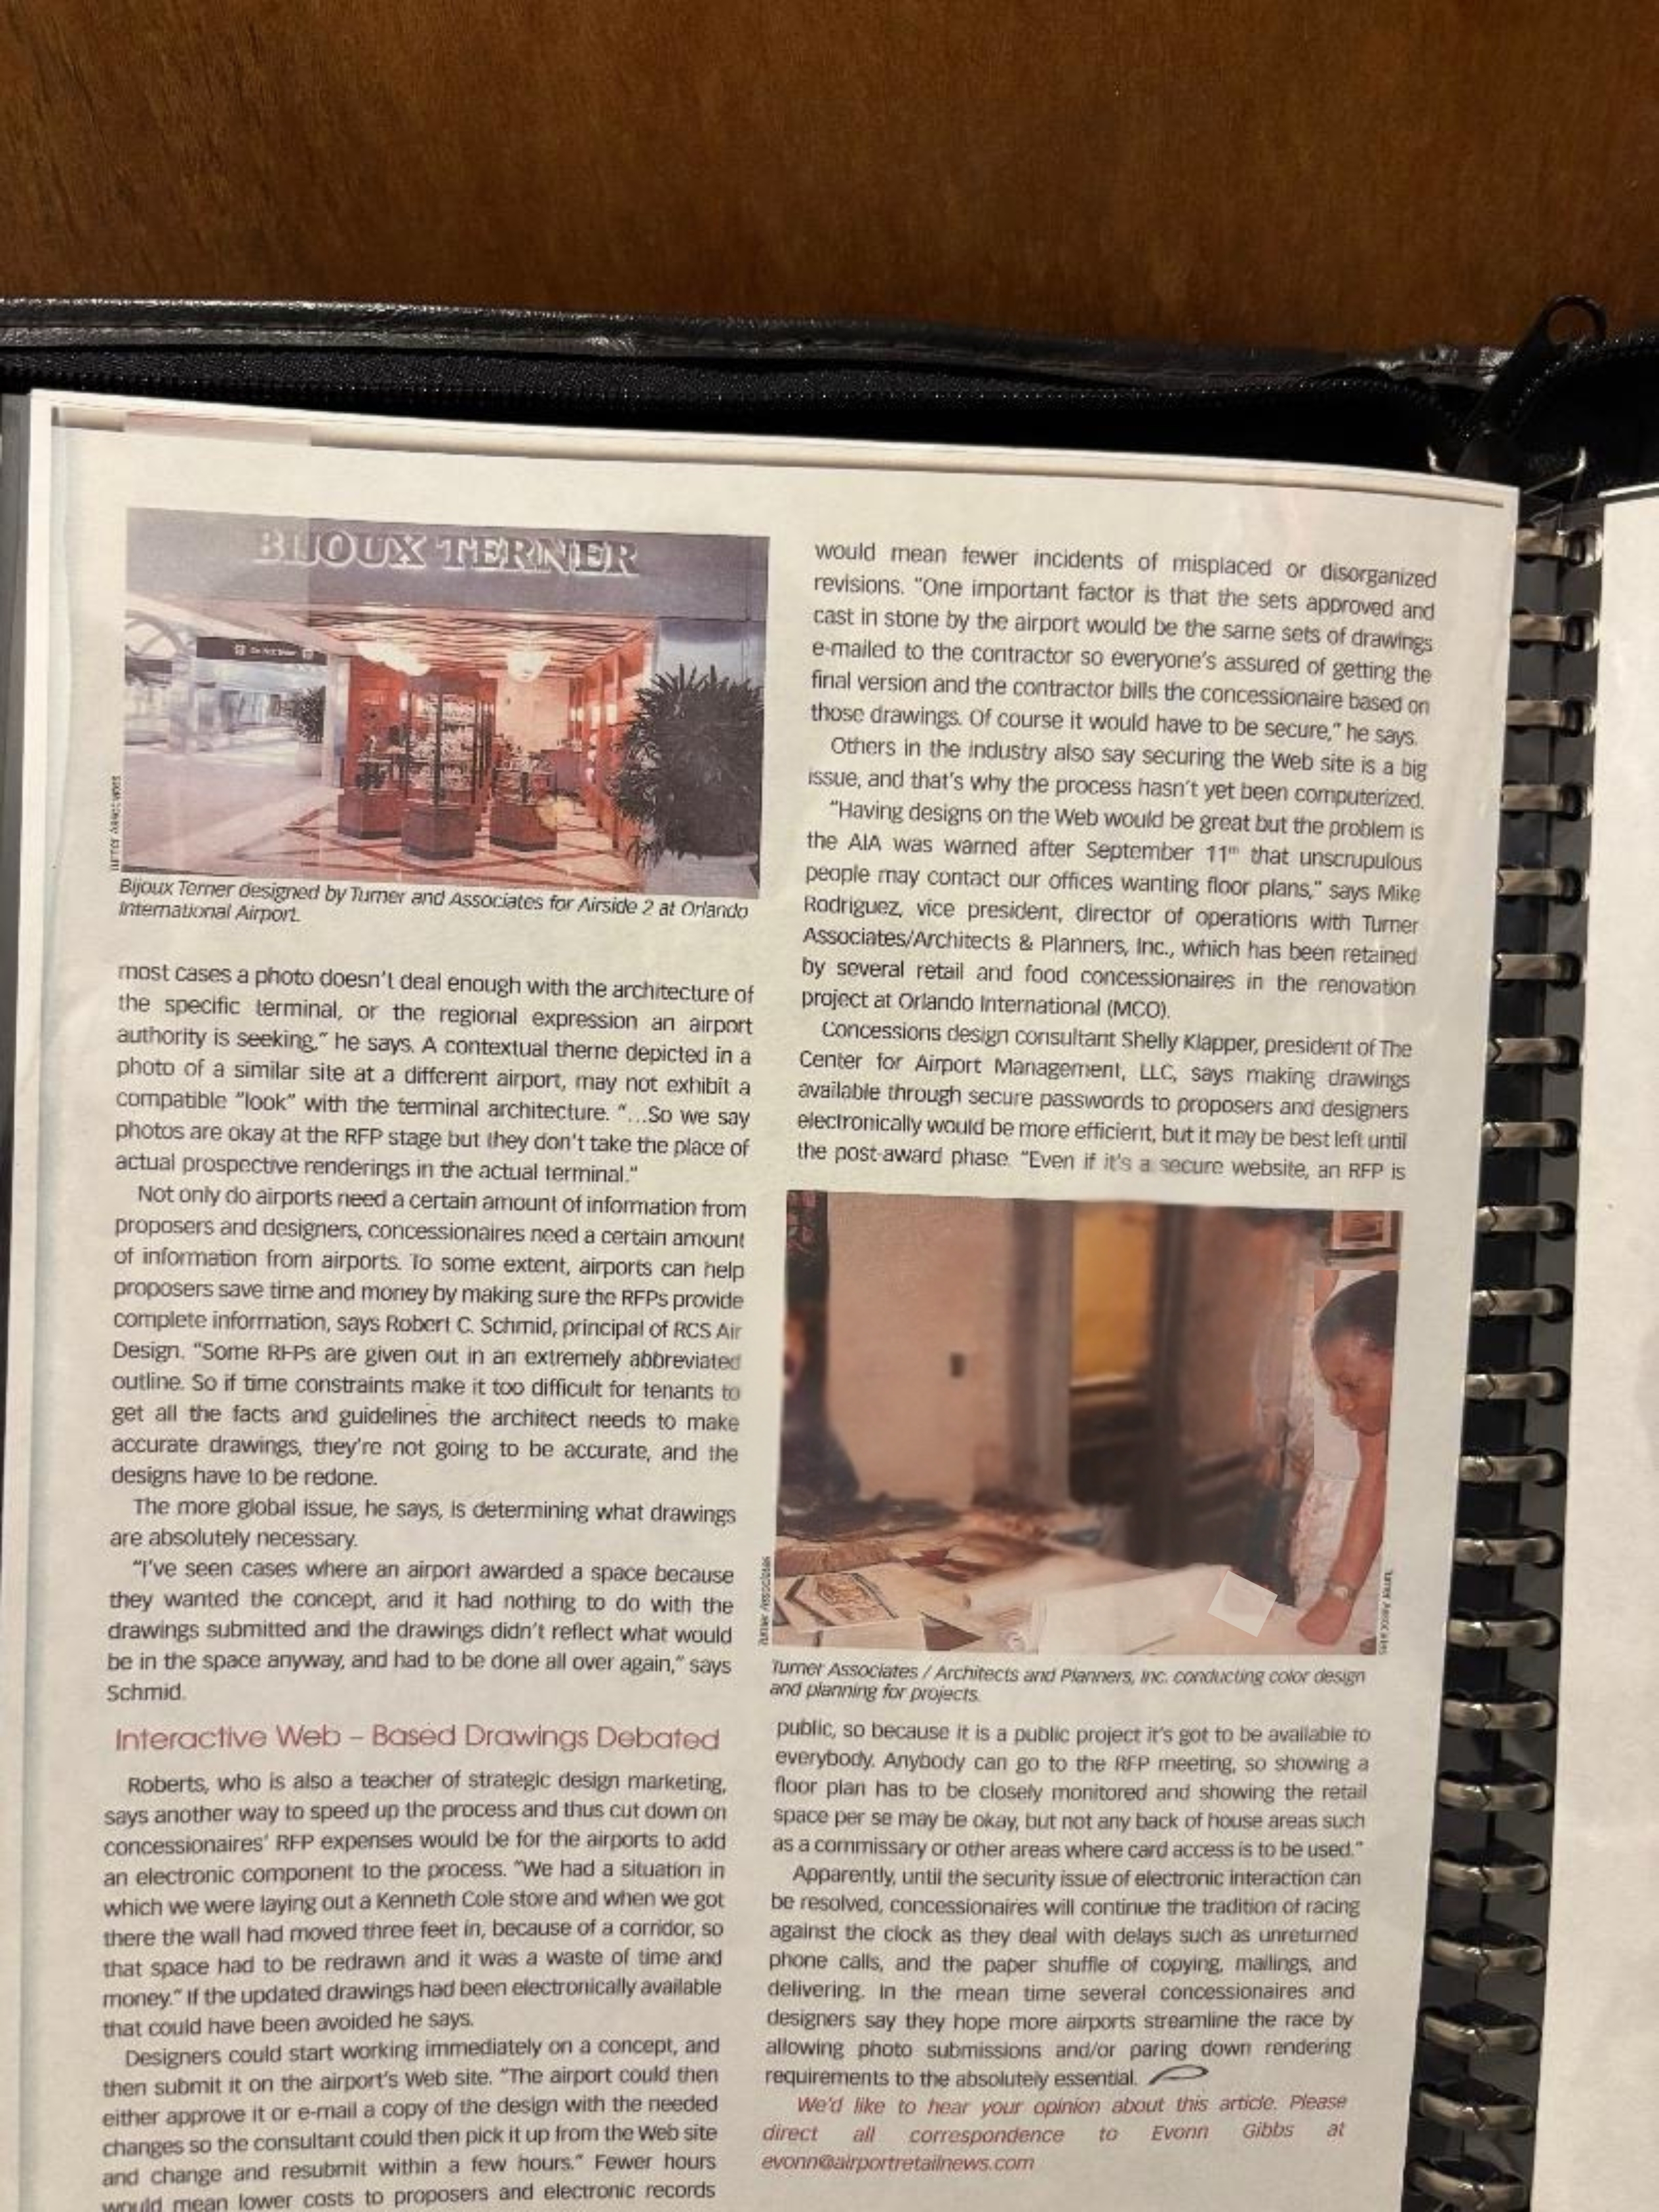 BIJOUX TERNER
Turner Associates
Bijoux Terner designed by Turner and Associates for Airside 2 at Orlando
International Airport.
most cases a photo doesn't deal enough with the architecture of
the specific terminal, or the regional expression an airport
authority is seeking," he says. A contextual theme depicted in a
photo of a similar site at a different airport, may not exhibit a
compatible "look" with the terminal architecture. "...So we say
photos are okay at the RFP stage but they don't take the place of
actual prospective renderings in the actual terminal."
Not only do airports need a certain amount of information from
proposers and designers, concessionaires need a certain amount
of information from airports. To some extent, airports can help
proposers save time and money by making sure the RFPs provide
complete information, says Robert C. Schmid, principal of RCS Air
Design. "Some RFPs are given out in an extremely abbreviated
outline. So if time constraints make it too difficult for tenants to
get all the facts and guidelines the architect needs to make
accurate drawings, they're not going to be accurate, and the
designs have to be redone.
The more global issue, he says, is determining what drawings
are absolutely necessary.
"I've seen cases where an airport awarded a space because
they wanted the concept, and it had nothing to do with the
drawings submitted and the drawings didn't reflect what would
be in the space anyway, and had to be done all over again," says
Schmid.
Interactive Web – Based Drawings Debated
Roberts, who is also a teacher of strategic design marketing,
says another way to speed up the process and thus cut down on
concessionaires' RFP expenses would be for the airports to add
an electronic component to the process. "We had a situation in
which we were laying out a Kenneth Cole store and when we got
there the wall had moved three feet in, because of a corridor, so
that space had to be redrawn and it was a waste of time and
money." If the updated drawings had been electronically available
that could have been avoided he says.
Designers could start working immediately on a concept, and
then submit it on the airport's Web site. "The airport could then
either approve it or e-mail a copy of the design with the needed
changes so the consultant could then pick it up from the Web site
and change and resubmit within a few hours." Fewer hours
would mean lower costs to proposers and electronic records
would mean fewer incidents of misplaced or disorganized
revisions. "One important factor is that the sets approved and
cast in stone by the airport would be the same sets of drawings
e-mailed to the contractor so everyone's assured of getting the
final version and the contractor bills the concessionaire based on
those drawings. Of course it would have to be secure," he says.
Others in the industry also say securing the Web site is a big
issue, and that's why the process hasn't yet been computerized.
"Having designs on the Web would be great but the problem is
the AIA was warned after September 11th that unscrupulous
people may contact our offices wanting floor plans," says Mike
Rodriguez, vice president, director of operations with Turner
Associates/Architects & Planners, Inc., which has been retained
by several retail and food concessionaires in the renovation
project at Orlando International (MCO).
Concessions design consultant Shelly Klapper, president of The
Center for Airport Management, LLC, says making drawings
available through secure passwords to proposers and designers
electronically would be more efficient, but it may be best left until
the post-award phase. "Even if it's a secure website, an RFP is
Turner Associates
Turner Associates
Turner Associates / Architects and Planners, Inc. conducting color design
and planning for projects.
public, so because it is a public project it's got to be available to
everybody. Anybody can go to the RFP meeting, so showing a
floor plan has to be closely monitored and showing the retail
space per se may be okay, but not any back of house areas such
as a commissary or other areas where card access is to be used."
Apparently, until the security issue of electronic interaction can
be resolved, concessionaires will continue the tradition of racing
against the clock as they deal with delays such as unreturned
phone calls, and the paper shuffle of copying, mailings, and
delivering. In the mean time several concessionaires and
designers say they hope more airports streamline the race by
allowing photo submissions and/or paring down rendering
requirements to the absolutely essential.
We'd like to hear your opinion about this article. Please
direct all correspondence to Evonn Gibbs at
evonn@airportretailnews.com